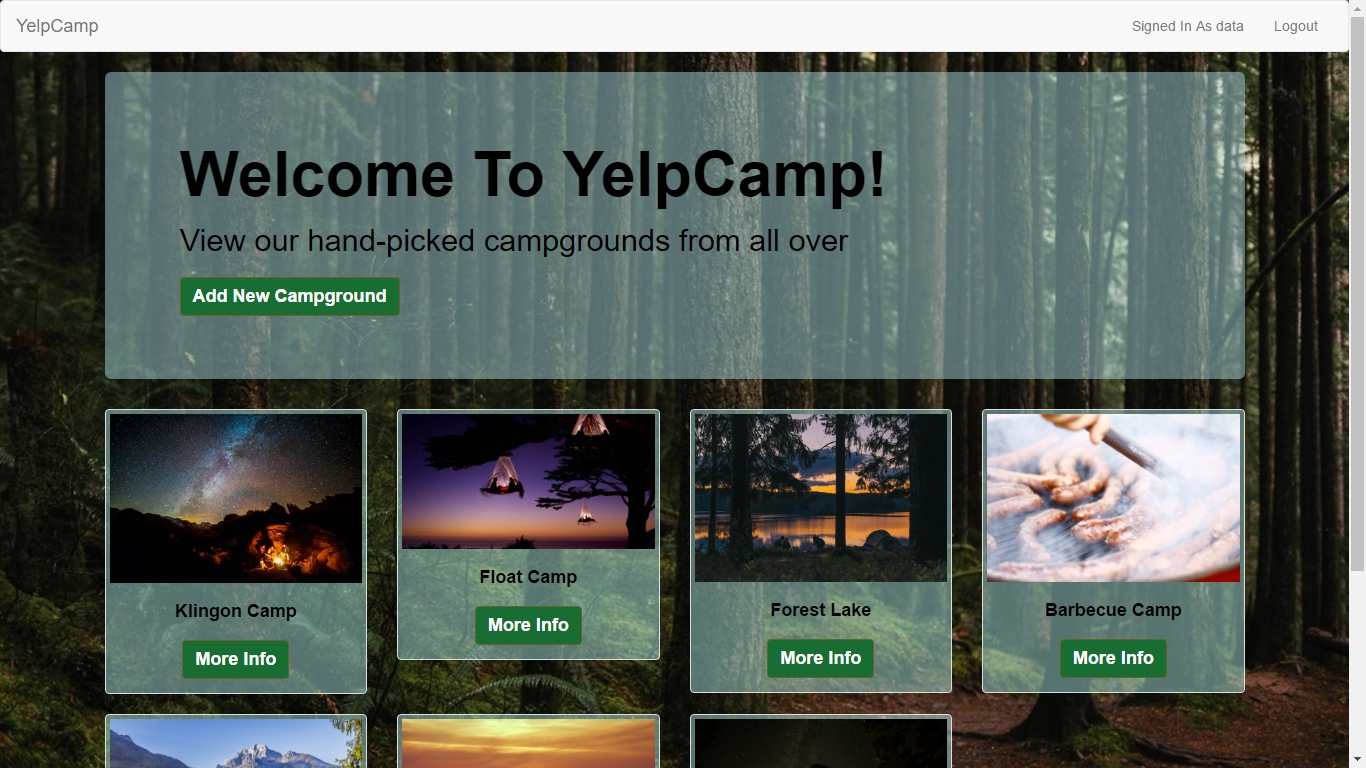 YelpCamp
Signed In As data
Logout
Welcome To YelpCamp!
View our hand-picked campgrounds from all over
Add New Campground
Klingon Camp
More Info
Float Camp
More Info
Forest Lake
More Info
Barbecue Camp
More Info